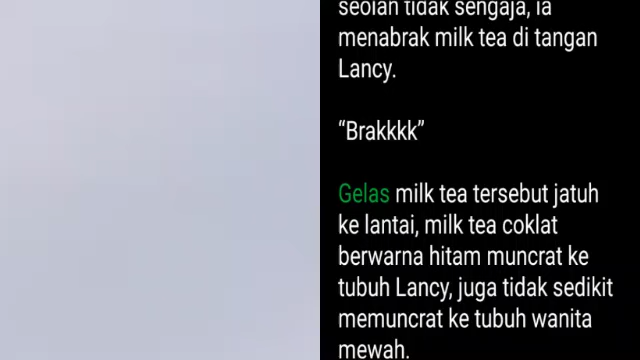 seolah tidak sengaja, ia
menabrak milk tea di tangan
Lancy.
“Brakkkk”
Gelas milk tea tersebut jatuh
ke lantai, milk tea coklat
berwarna hitam muncrat ke
tubuh Lancy, juga tidak sedikit
memuncrat ke tubuh wanita
mewah.